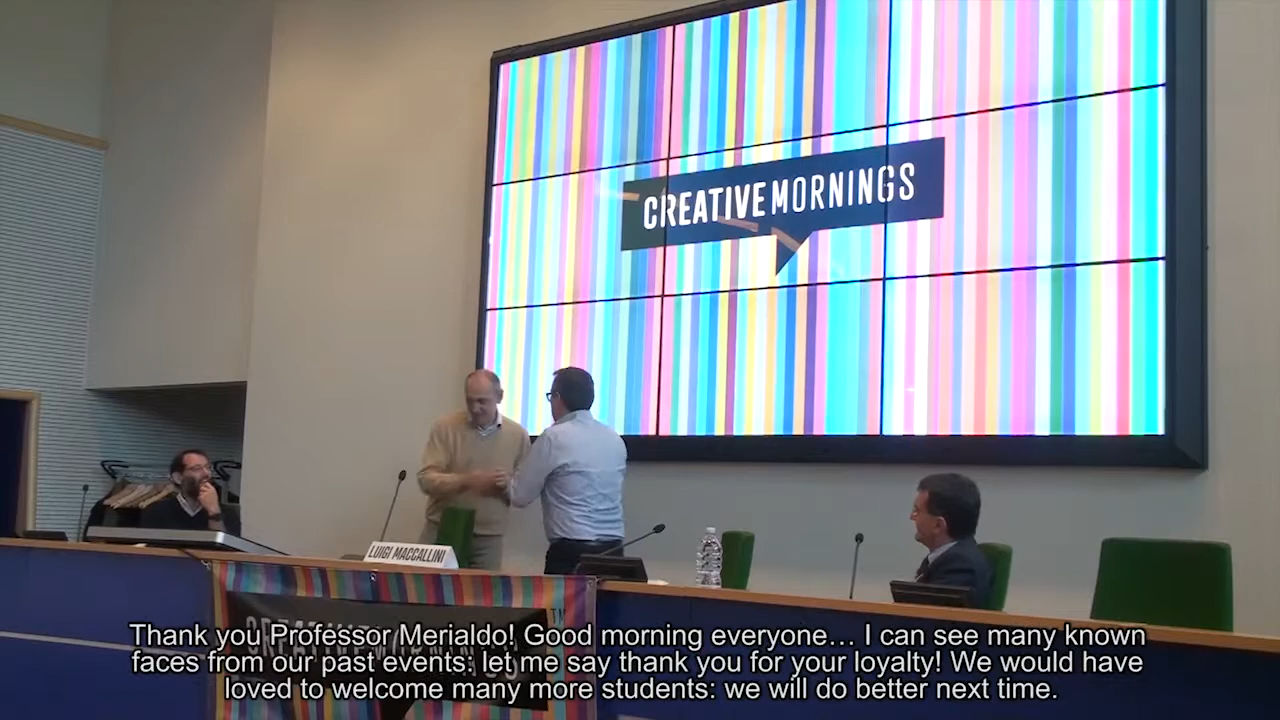 CREATIVEMORNINGS
LUIGI MACCALLINI
CREATIVEMORNINGS™
Thank you Professor Merialdo! Good morning everyone… I can see many known
faces from our past events: let me say thank you for your loyalty! We would have
loved to welcome many more students: we will do better next time.